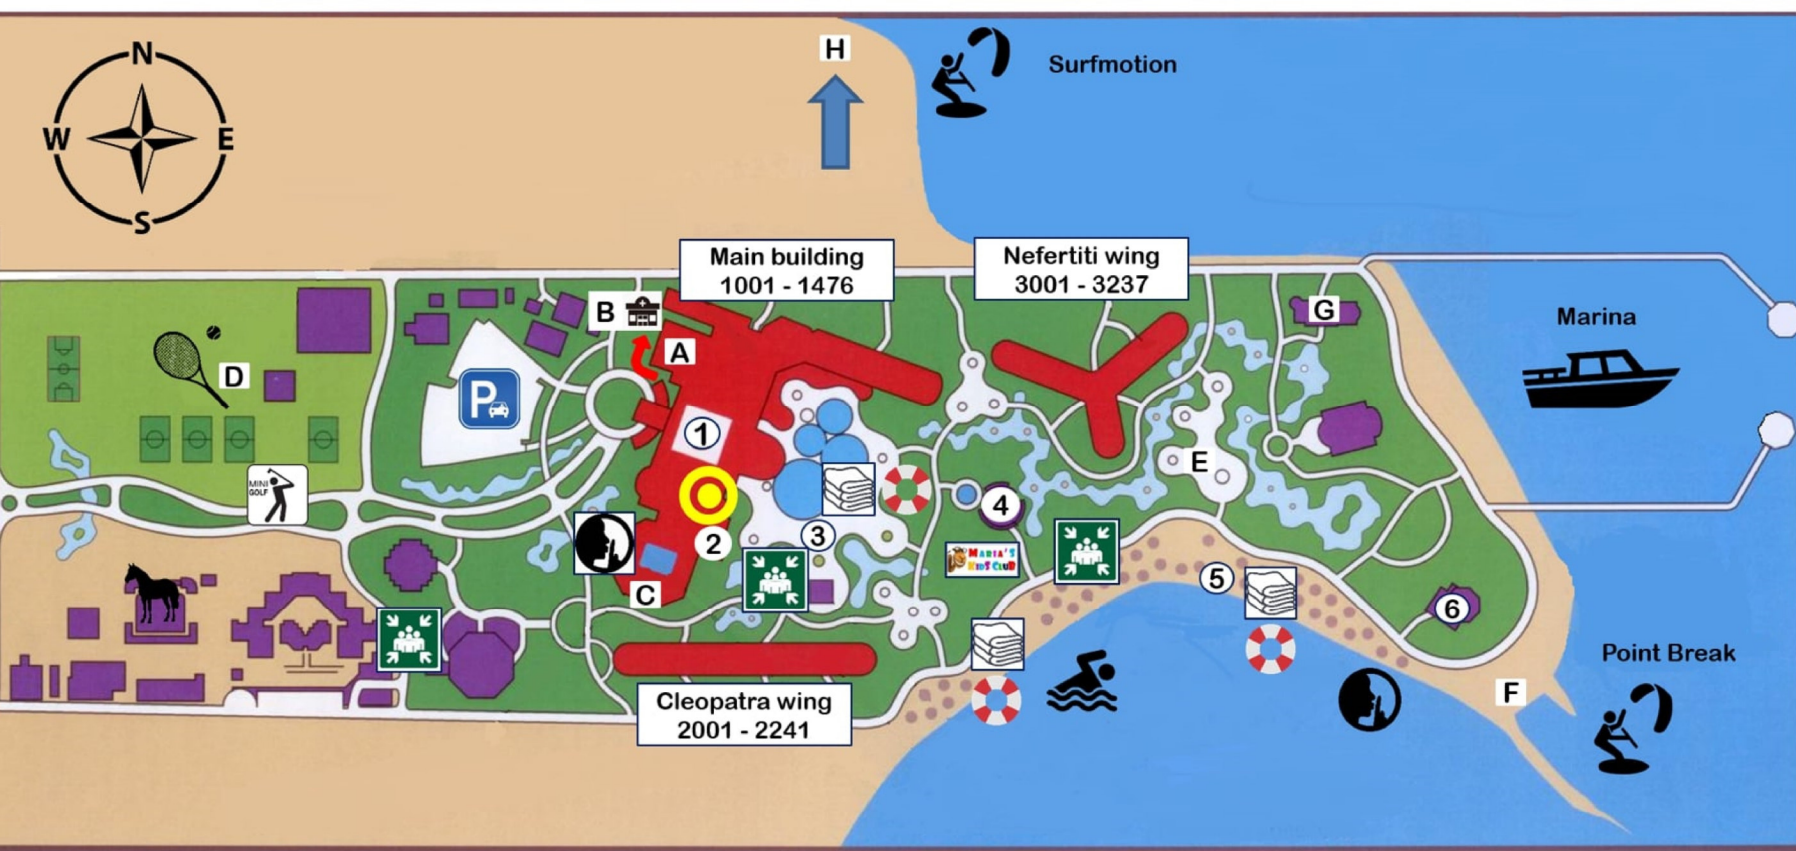 N
H
Surfmotion
W
E
S
Main building
1001 - 1476
Nefertiti wing
3001 - 3237
B
G
Marina
A
D
P
1
E
MINI
GOLF
4
2
3
MARIA'S
KIDS CLUB
5
C
6
Point Break
F
Cleopatra wing
2001 - 2241